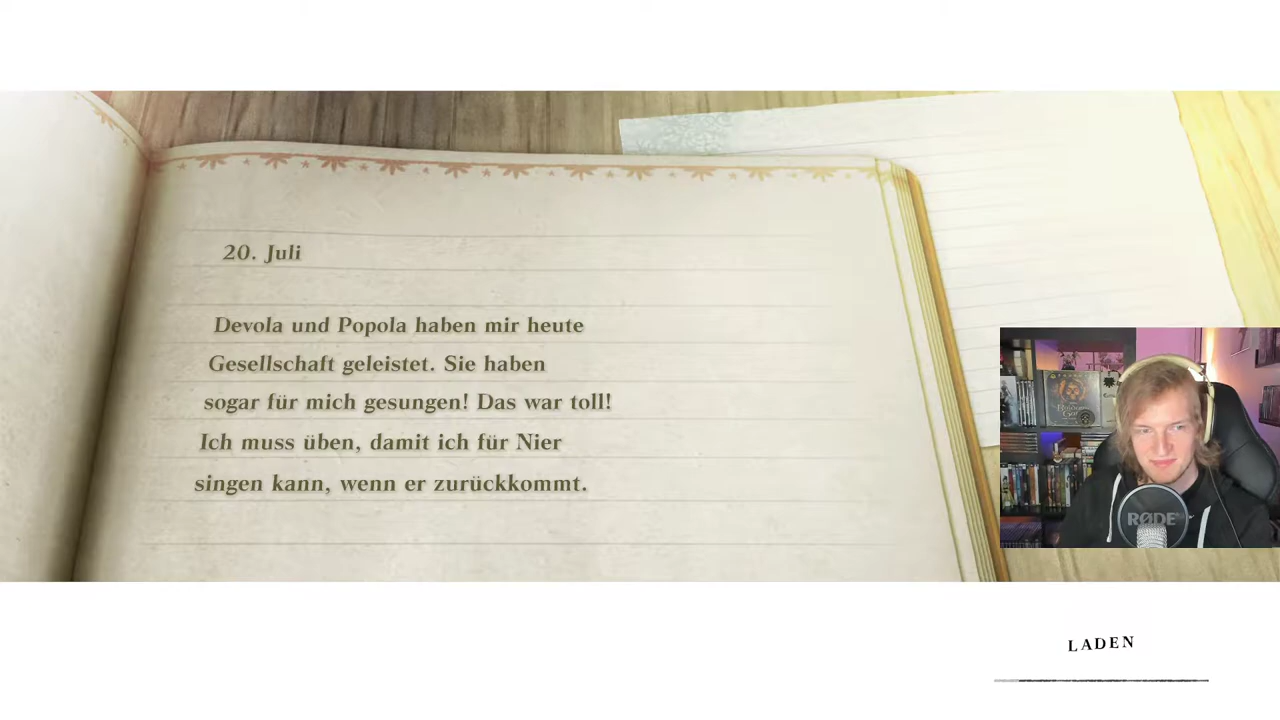 20. Juli
Devola und Popola haben mir heute
Gesellschaft geleistet. Sie haben
sogar für mich gesungen! Das war toll!
Ich muss üben, damit ich für Nier
singen kann, wenn er zurückkommt.
RØDE
LADEN